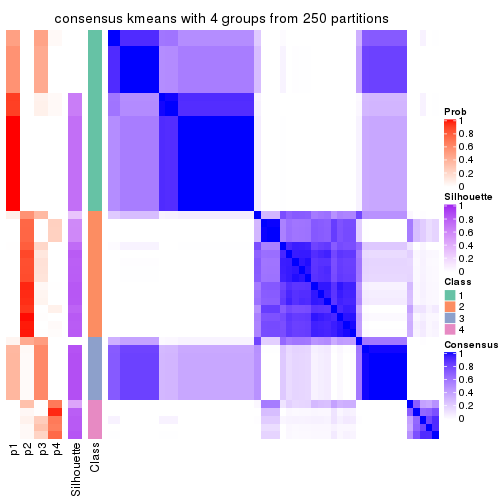 consensus kmeans with 4 groups from 250 partitions
Prob
1
0.8
0.6
0.4
0.2
0
Silhouette
1
0.8
0.6
0.4
0.2
0
Class
1
2
3
4
Consensus
1
0.8
0.6
0.4
0.2
0
p1
p2
p3
p4
Silhouette
Class